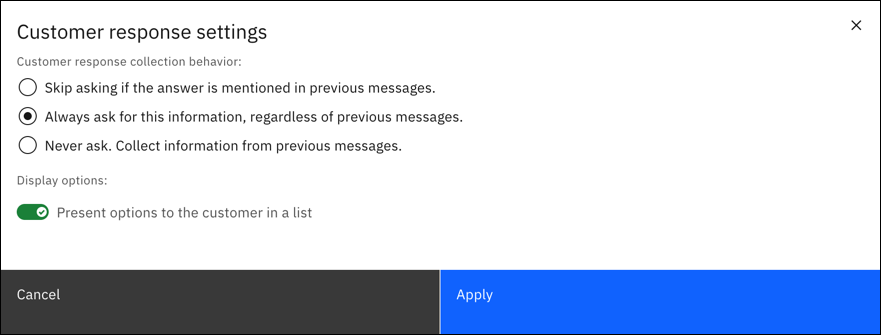 Customer response settings
Customer response collection behavior:
Skip asking if the answer is mentioned in previous messages.
Always ask for this information, regardless of previous messages.
Never ask. Collect information from previous messages.
Display options:
Present options to the customer in a list
Cancel
Apply